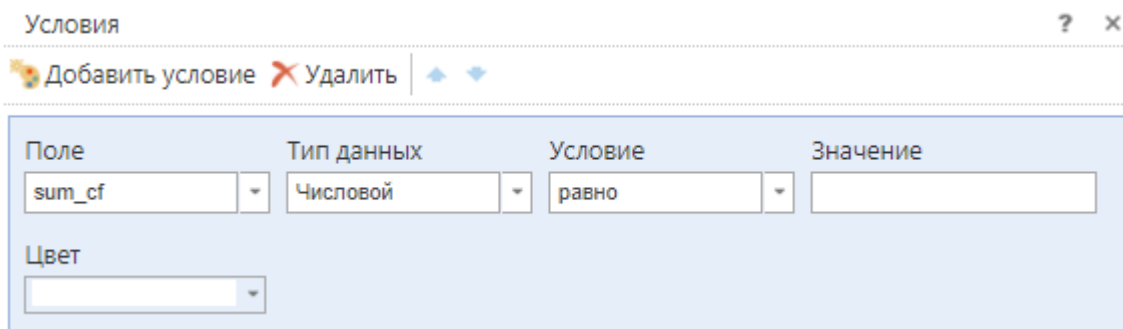 Условия ? ×
Добавить условие Удалить
Поле Тип данных Условие Значение
sum_cf Числовой равно
Цвет